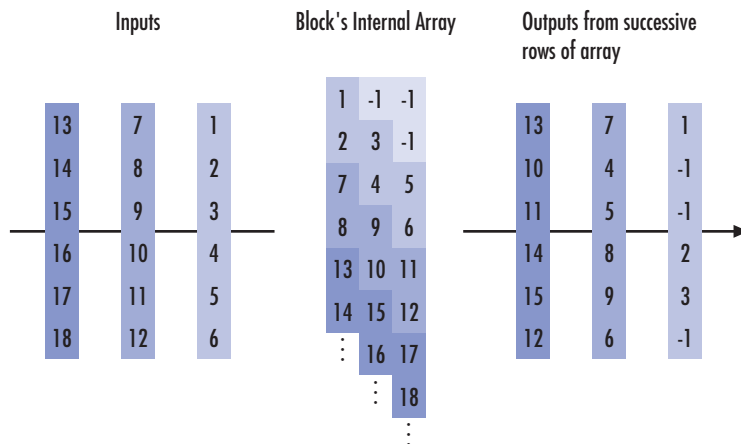 Inputs
13 7 1
14 8 2
15 9 3
16 10 4
17 11 5
18 12 6
Block's Internal Array
1 -1 -1
2 3 -1
7 4 5
8 9 6
13 10 11
14 15 12
⋮ 16 17
⋮ 18
⋮
Outputs from successive
rows of array
13 7 1
10 4 -1
11 5 -1
14 8 2
15 9 3
12 6 -1